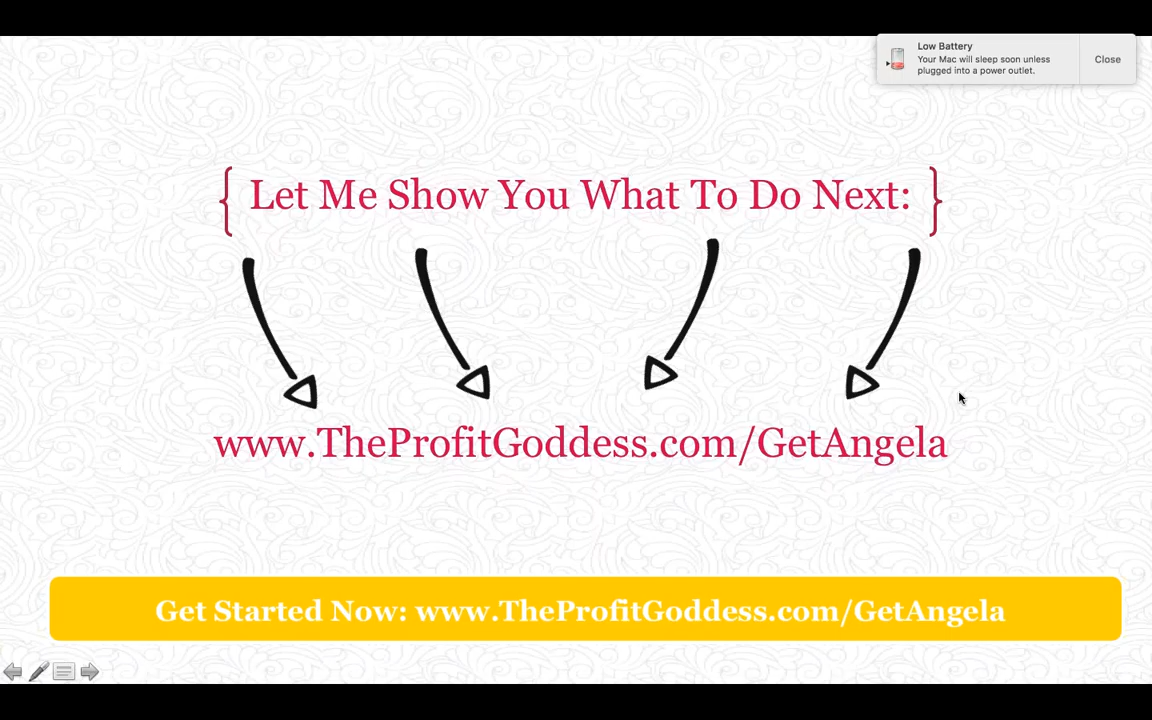 Low Battery
Your Mac will sleep soon unless
plugged into a power outlet.
Close
{ Let Me Show You What To Do Next: }
www.TheProfitGoddess.com/GetAngela
Get Started Now: www.TheProfitGoddess.com/GetAngela